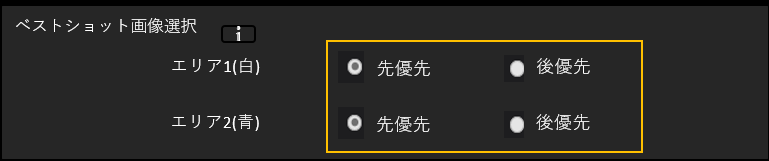 ベストショット画像選択 i
エリア1(白) 先優先 後優先
エリア2(青) 先優先 後優先